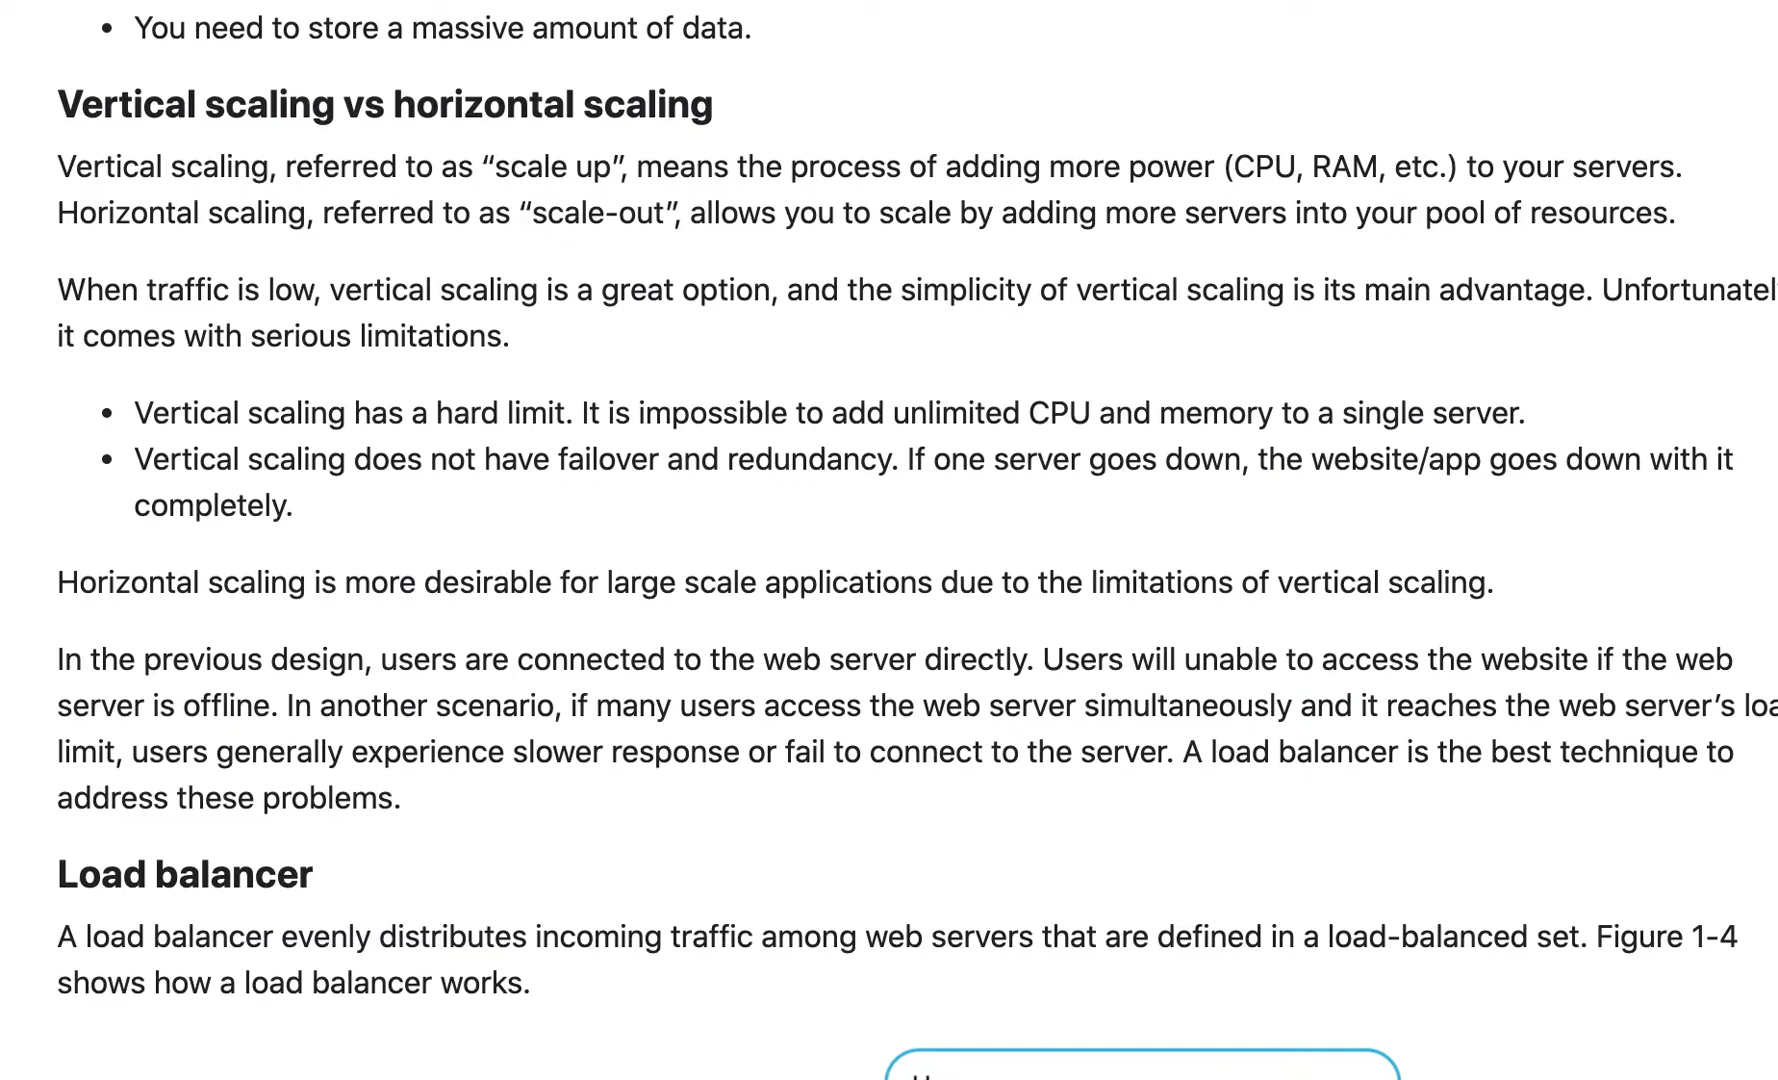 • You need to store a massive amount of data.
Vertical scaling vs horizontal scaling
Vertical scaling, referred to as “scale up”, means the process of adding more power (CPU, RAM, etc.) to your servers.
Horizontal scaling, referred to as “scale-out”, allows you to scale by adding more servers into your pool of resources.
When traffic is low, vertical scaling is a great option, and the simplicity of vertical scaling is its main advantage.
it comes with serious limitations.
• Vertical scaling has a hard limit. It is impossible to add unlimited CPU and memory to a single server.
• Vertical scaling does not have failover and redundancy. If one server goes down, the website/app goes down with it
completely.
Horizontal scaling is more desirable for large scale applications due to the limitations of vertical scaling.
In the previous design, users are connected to the web server directly. Users will unable to access the website if the web
server is offline. In another scenario, if many users access the web server simultaneously and it reaches the web server’s
limit, users generally experience slower response or fail to connect to the server. A load balancer is the best technique to
address these problems.
Load balancer
A load balancer evenly distributes incoming traffic among web servers that are defined in a load-balanced set. Figure 1-4
shows how a load balancer works.